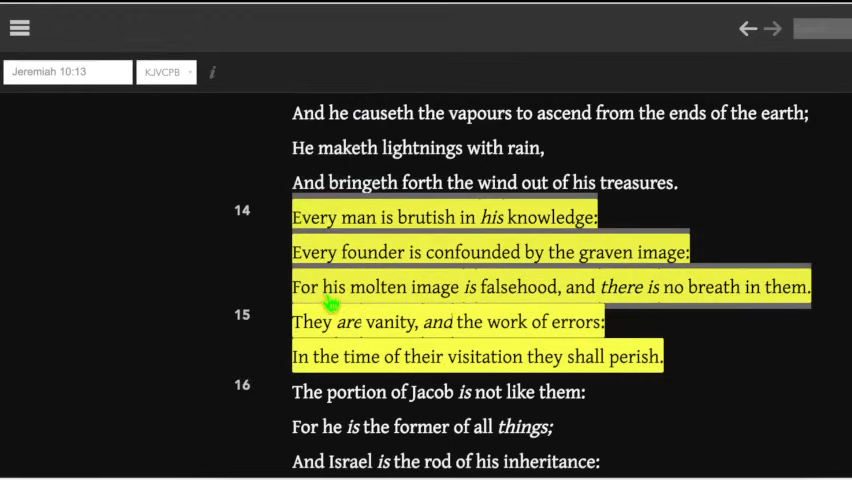 Jeremiah 10:13
KJVCPB
i
And he causeth the vapours to ascend from the ends of the earth;
He maketh lightnings with rain,
And bringeth forth the wind out of his treasures.
14 Every man is brutish in his knowledge:
Every founder is confounded by the graven image:
For his molten image is falsehood, and there is no breath in them.
15 They are vanity, and the work of errors:
In the time of their visitation they shall perish.
16 The portion of Jacob is not like them:
For he is the former of all things;
And Israel is the rod of his inheritance: